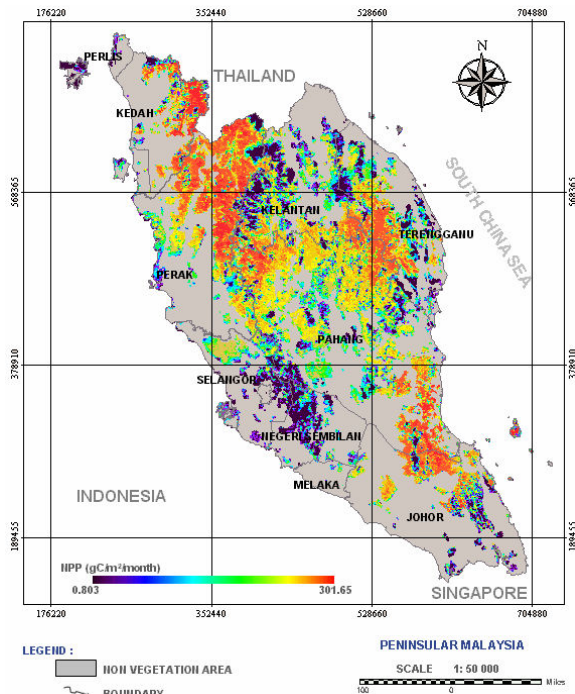 176220 352440 528660 704880
N
PERLIS
THAILAND
KEDAH
568365 568365
SOUTH CHINA SEA
KELANTAN
TERENGGANU
PERAK
PAHANG
378910 378910
SELANGOR
NEGERI SEMBILAN
MELAKA
INDONESIA
JOHOR
189455 189455
NPP (gC/m²/month)
0.803 301.65
SINGAPORE
176220 352440 528660 704880
LEGEND :
PENINSULAR MALAYSIA
NON VEGETATION AREA
SCALE 1: 50 000
BOUNDARY
100 0 Miles